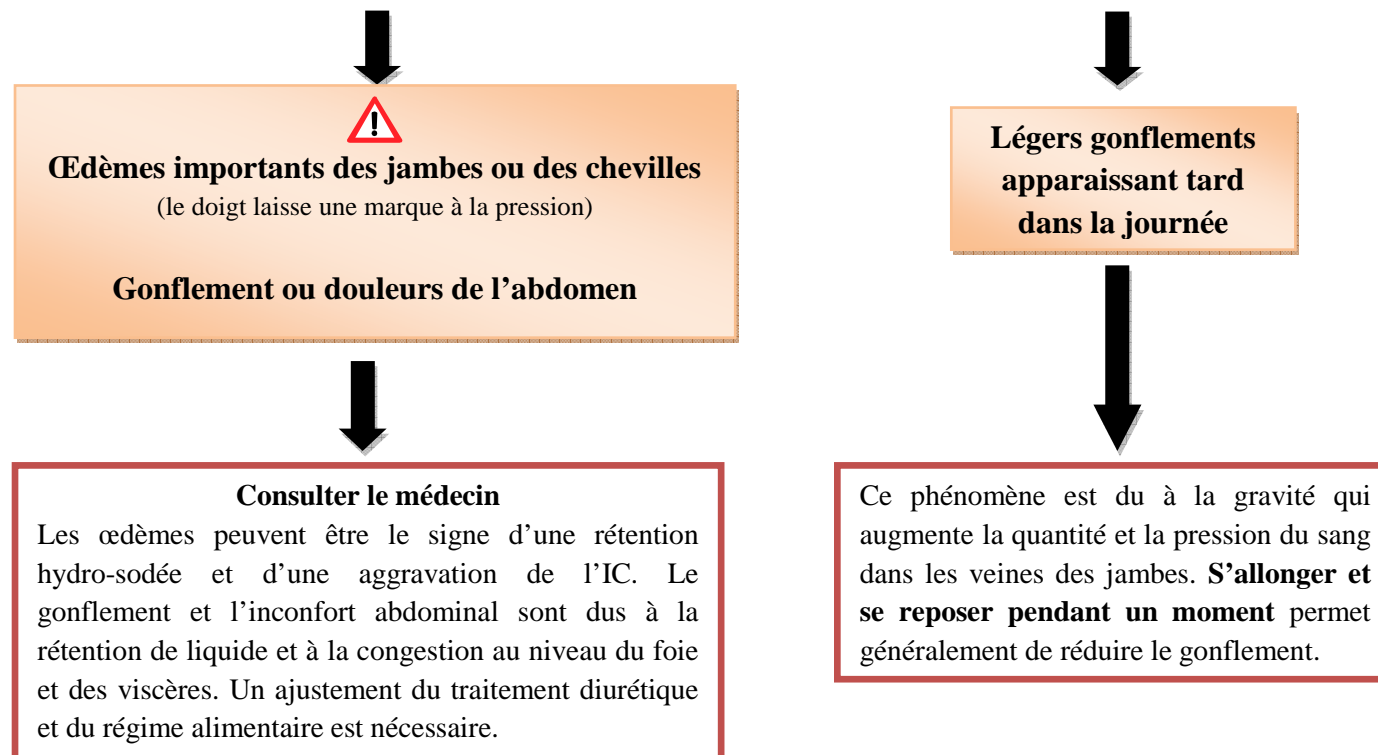 Œdèmes importants des jambes ou des chevilles
(le doigt laisse une marque à la pression)
Gonflement ou douleurs de l’abdomen
Légers gonflements
apparaissant tard
dans la journée
Consulter le médecin
Les œdèmes peuvent être le signe d’une rétention
hydro-sodée et d’une aggravation de l’IC. Le
gonflement et l’inconfort abdominal sont dus à la
rétention de liquide et à la congestion au niveau du foie
et des viscères. Un ajustement du traitement diurétique
et du régime alimentaire est nécessaire.
Ce phénomène est du à la gravité qui
augmente la quantité et la pression du sang
dans les veines des jambes. S’allonger et
se reposer pendant un moment permet
généralement de réduire le gonflement.